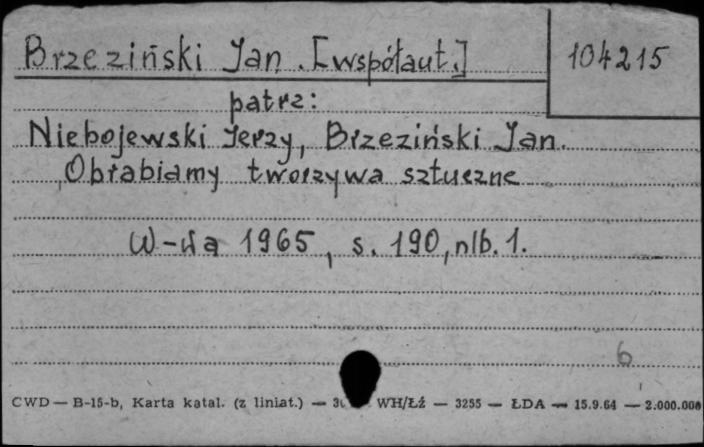 Brzeziński Jan. [współaut.]
104215
patrz:
Niebojewski Jerzy, Brzeziński Jan.
Obrabiamy tworzywa sztuczne
W-wa 1965, s. 190, nlb. 1.
6
CWD — B-15-b, Karta katal. (z liniat.) — WH/Łź — 3255 — ŁDA — 15.9.64 — 2.000.000